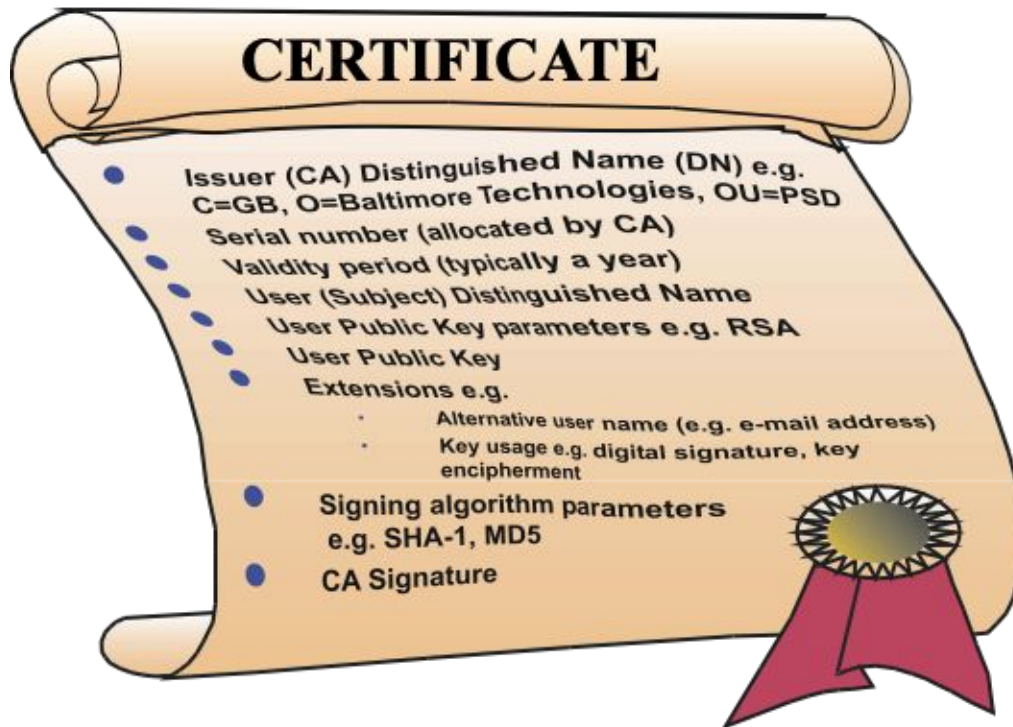 CERTIFICATE
Issuer (CA) Distinguished Name (DN) e.g.
C=GB, O=Baltimore Technologies, OU=PSD
Serial number (allocated by CA)
Validity period (typically a year)
User (Subject) Distinguished Name
User Public Key parameters e.g. RSA
User Public Key
Extensions e.g.
Alternative user name (e.g. e-mail address)
Key usage e.g. digital signature, key
encipherment
Signing algorithm parameters
e.g. SHA-1, MD5
CA Signature